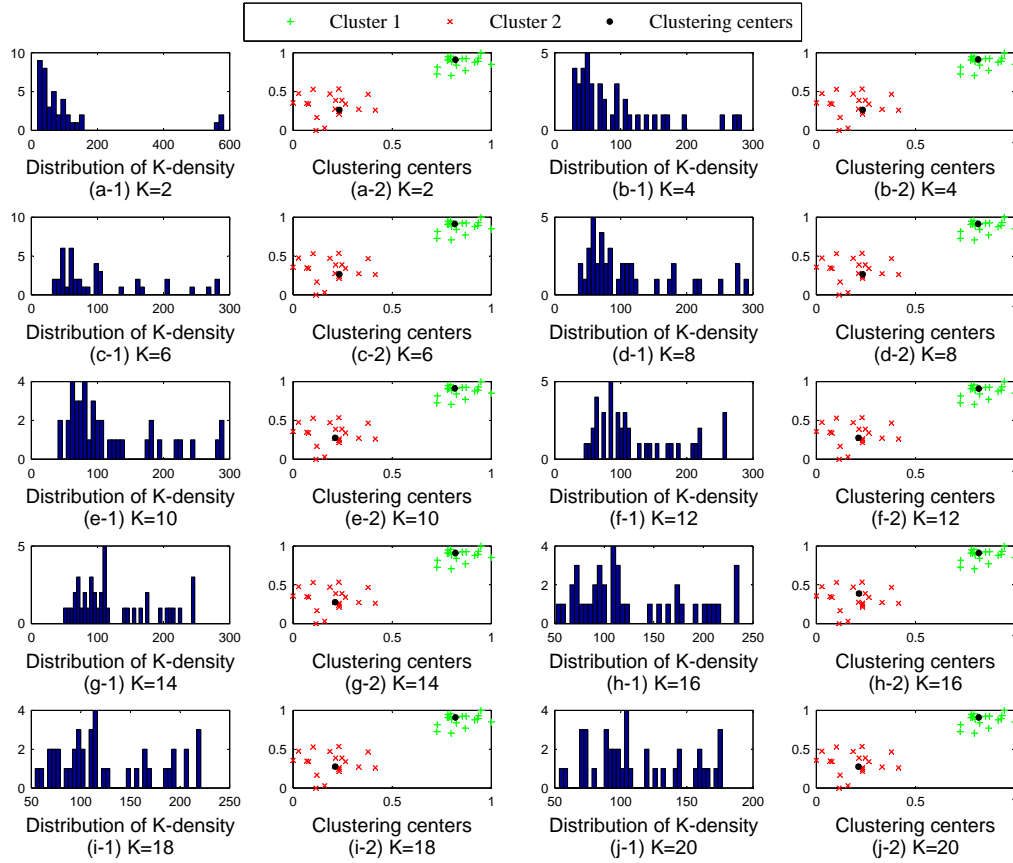 Cluster 1 Cluster 2 Clustering centers
10
5
0
0 200 400 600
Distribution of K-density
(a-1) K=2
1
0.5
0
0 0.5 1
Clustering centers
(a-2) K=2
5
0
0 100 200 300
Distribution of K-density
(b-1) K=4
1
0.5
0
0 0.5 1
Clustering centers
(b-2) K=4
10
5
0
0 100 200 300
Distribution of K-density
(c-1) K=6
1
0.5
0
0 0.5 1
Clustering centers
(c-2) K=6
5
0
0 100 200 300
Distribution of K-density
(d-1) K=8
1
0.5
0
0 0.5 1
Clustering centers
(d-2) K=8
4
2
0
0 100 200 300
Distribution of K-density
(e-1) K=10
1
0.5
0
0 0.5 1
Clustering centers
(e-2) K=10
5
0
0 100 200 300
Distribution of K-density
(f-1) K=12
1
0.5
0
0 0.5 1
Clustering centers
(f-2) K=12
5
0
0 100 200 300
Distribution of K-density
(g-1) K=14
1
0.5
0
0 0.5 1
Clustering centers
(g-2) K=14
4
2
0
50 100 150 200 250
Distribution of K-density
(h-1) K=16
1
0.5
0
0 0.5 1
Clustering centers
(h-2) K=16
4
2
0
50 100 150 200 250
Distribution of K-density
(i-1) K=18
1
0.5
0
0 0.5 1
Clustering centers
(i-2) K=18
4
2
0
50 100 150 200
Distribution of K-density
(j-1) K=20
1
0.5
0
0 0.5 1
Clustering centers
(j-2) K=20